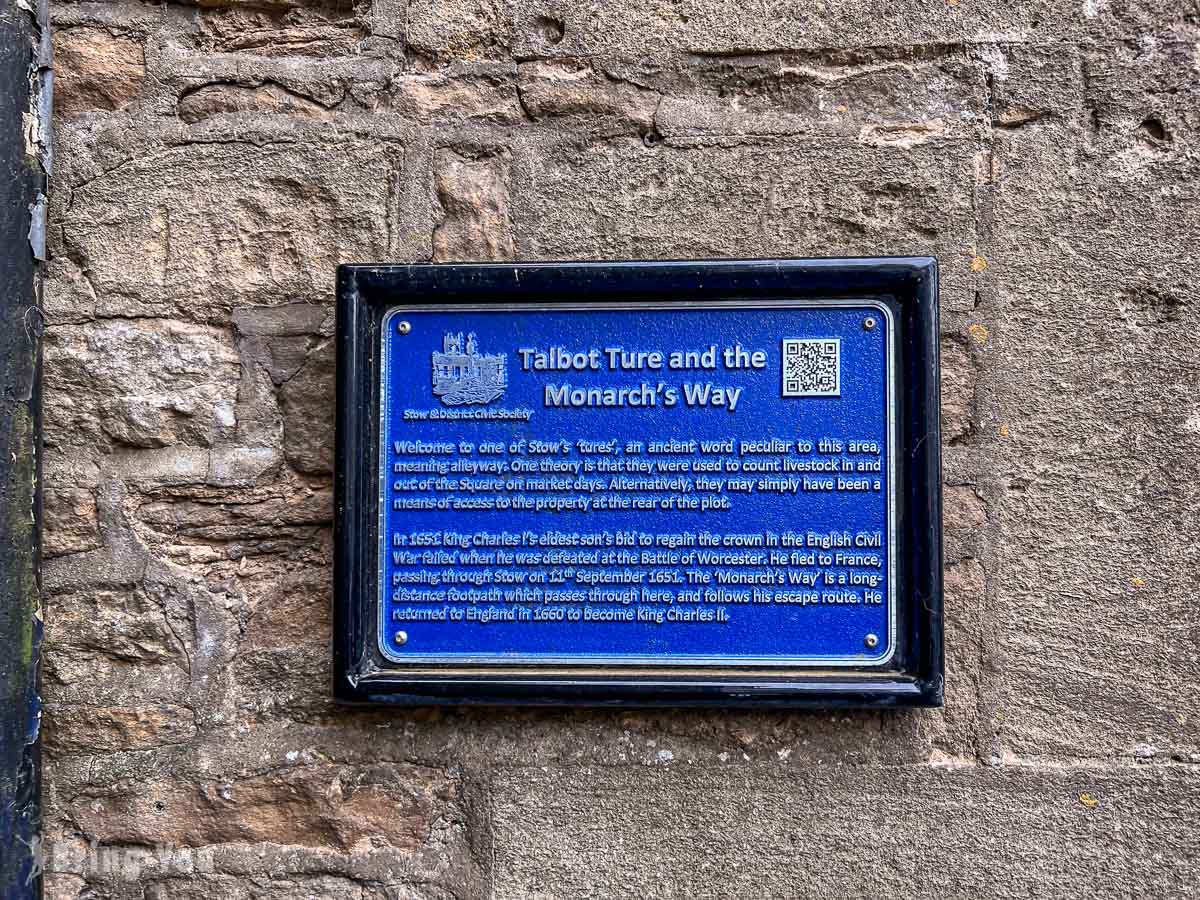 Talbot Ture and the
Monarch's Way
Stow & District Civic Society
Welcome to one of Stow's 'tures', an ancient word peculiar to this area,
meaning alleyway. One theory is that they were used to count livestock in and
out of the Square on market days. Alternatively, they may simply have been a
means of access to the property at the rear of the plot.
In 1651 King Charles I's eldest son's bid to regain the crown in the English Civil
War failed when he was defeated at the Battle of Worcester. He fled to France,
passing through Stow on 11th September 1651. The 'Monarch's Way' is a long-
distance footpath which passes through here, and follows his escape route. He
returned to England in 1660 to become King Charles II.